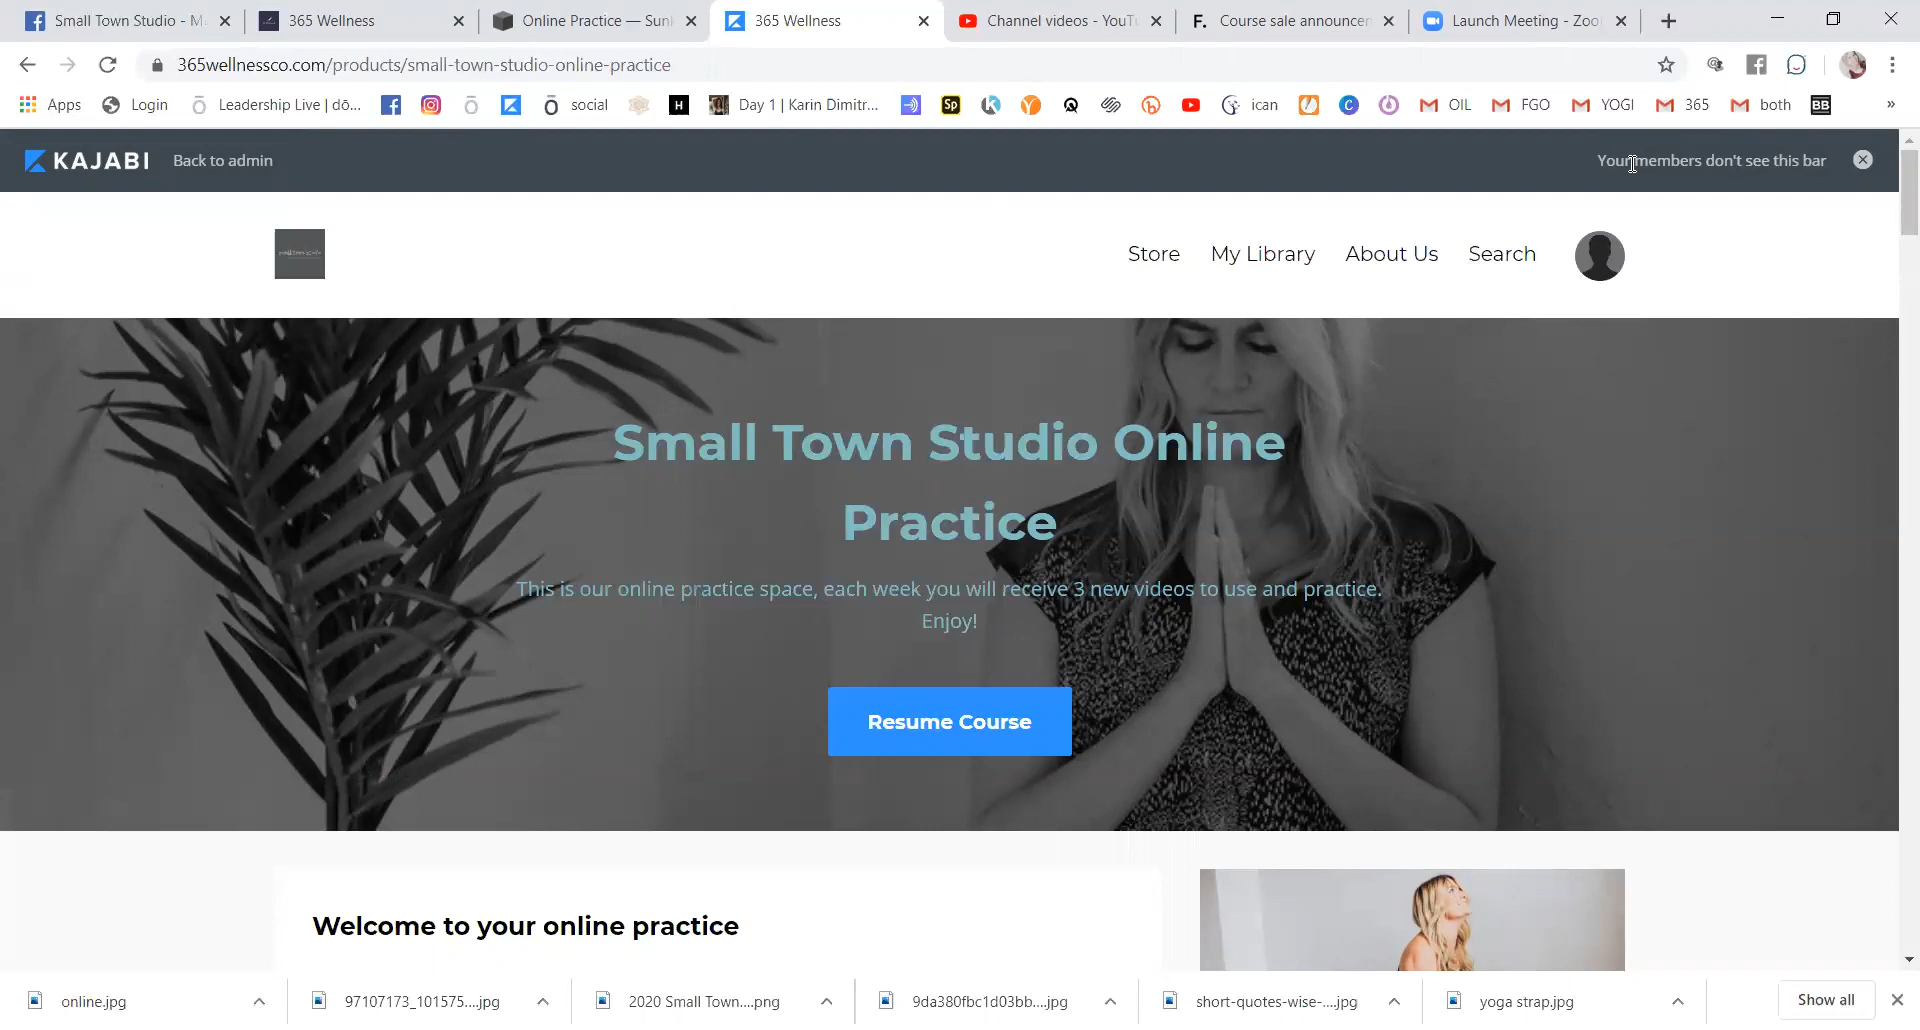 Small Town Studio - M
365 Wellness
Online Practice — Sun
365 Wellness
Channel videos - YouTu
F. Course sale announcen
Launch Meeting - Zoo
365wellnessco.com/products/small-town-studio-online-practice
Apps
Login
Leadership Live | dō...
social
H
Day 1 | Karin Dimitr...
Sp
ican
C
OIL
FGO
YOGI
365
both
BB
»
KAJABI
Back to admin
Your members don't see this bar
Store
My Library
About Us
Search
Small Town Studio Online
Practice
This is our online practice space, each week you will receive 3 new videos to use and practice.
Enjoy!
Resume Course
Welcome to your online practice
online.jpg
97107173_101575....jpg
2020 Small Town....png
9da380fbc1d03bb....jpg
short-quotes-wise-....jpg
yoga strap.jpg
Show all